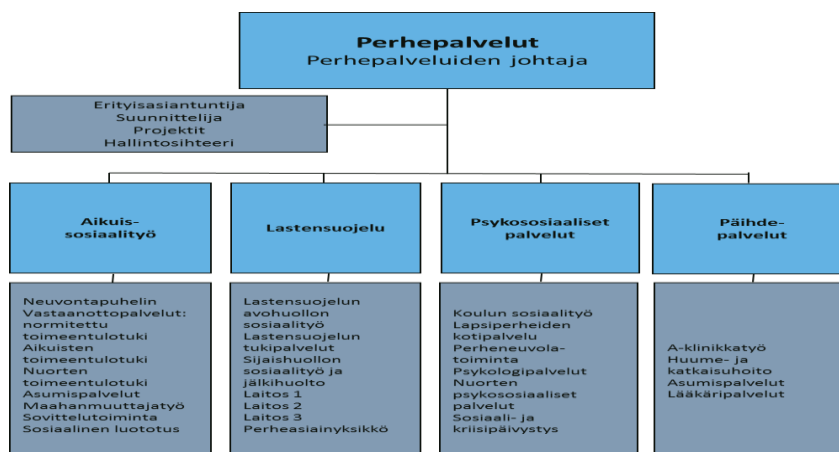 Perhepalvelut
Perhepalveluiden johtaja
Erityisasiantuntija
Suunnittelija
Projektit
Hallintosihteeri
Aikuis-
sosiaalityö
Lastensuojelu
Psykososiaaliset
palvelut
Päihde-
palvelut
Neuvontapuhelin
Vastaanottopalvelut:
normitettu
toimeentulotuki
Aikuisten
toimeentulotuki
Nuorten
toimeentulotuki
Asumispalvelut
Maahanmuuttajatyö
Sovittelutoiminta
Sosiaalinen luototus
Lastensuojelun
avohuollon
sosiaalityö
Lastensuojelun
tukipalvelut
Sijaishuollon
sosiaalityö ja
jälkihuolto
Laitos 1
Laitos 2
Laitos 3
Perheasiainyksikkö
Koulun sosiaalityö
Lapsiperheiden
kotipalvelu
Perheneuvola-
toiminta
Psykologipalvelut
Nuorten
psykososiaaliset
palvelut
Sosiaali- ja
kriisipäivystys
A-klinikkatyö
Huume- ja
katkaisuhoito
Asumispalvelut
Lääkäripalvelut